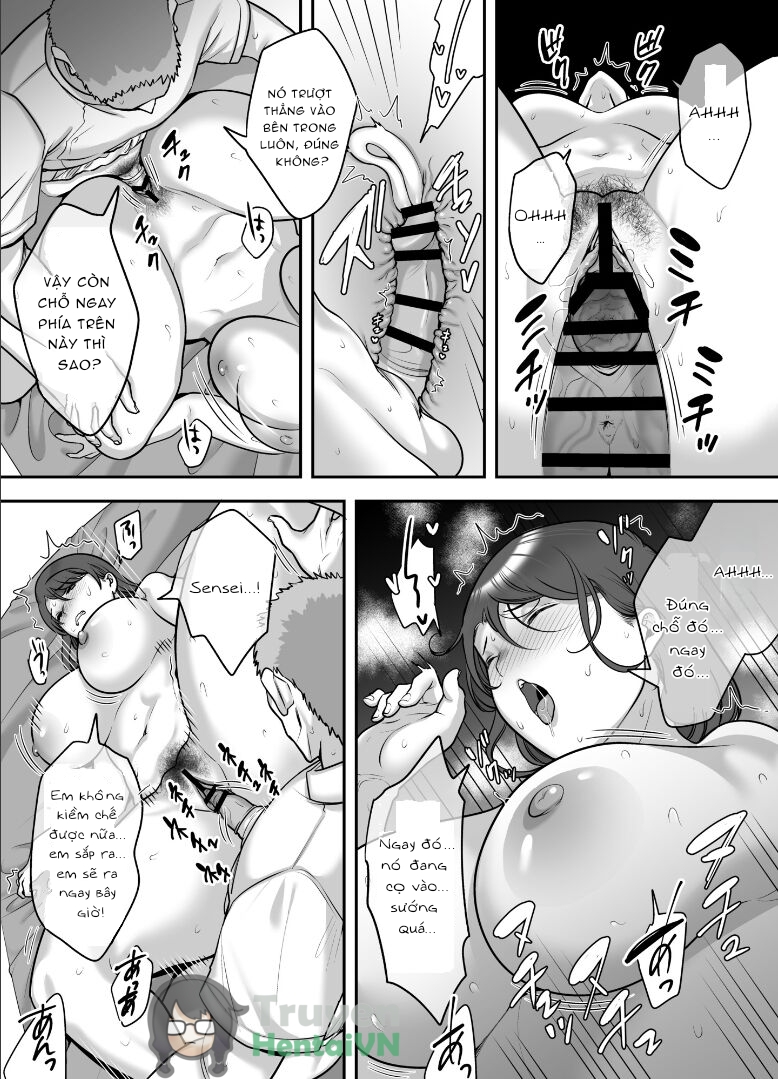 AHHH
...
OHHH
...
ミチ
ミチッ
NÓ TRƯỢT
THẲNG VÀO
BÊN TRONG
LUÔN, ĐÚNG
KHÔNG?
VẬY CÒN
CHỖ NGAY
PHÍA TRÊN
NÀY THÌ
SAO?
AHHH...
Đúng
chỗ đó...
ngay
đó...
Ngay đó...
nó đang
cọ vào...
sướng
quá...
Sensei...!
Em không
kiềm chế
được nữa...
em sắp ra...
em sẽ ra
ngay bây
giờ!
Truyen
HentaiVN